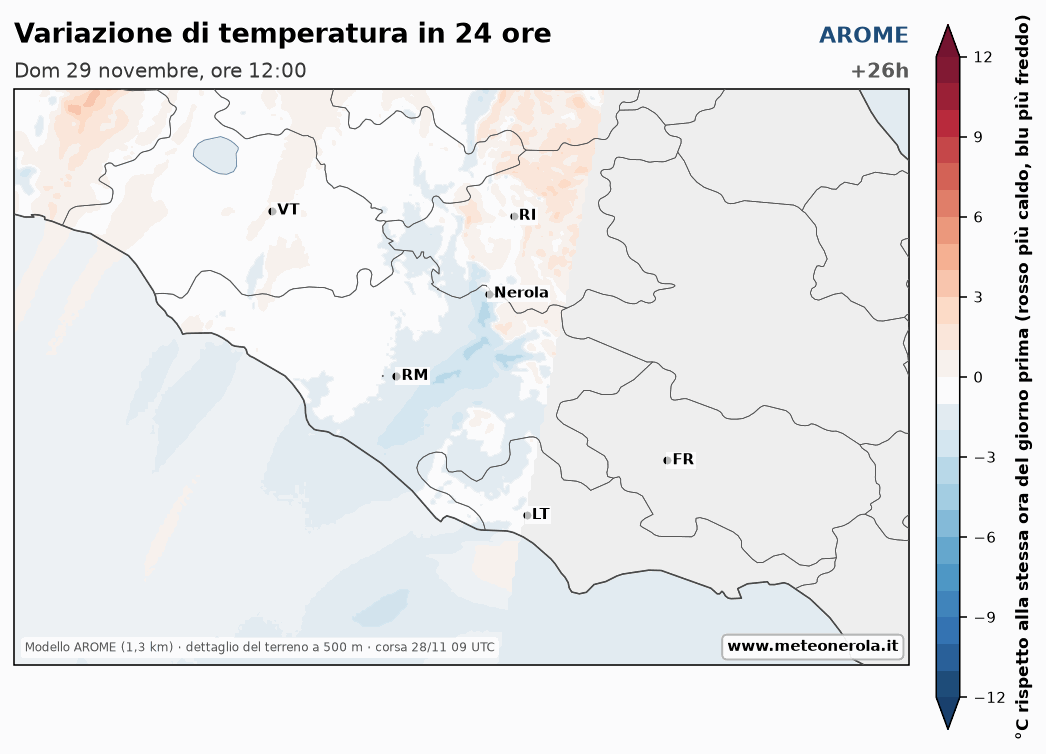 Variazione di temperatura in 24 ore
AROME
Dom 29 novembre, ore 12:00
+26h
VT
RI
Nerola
RM
FR
LT
Modello AROME (1,3 km) · dettaglio del terreno a 500 m · corsa 28/11 09 UTC
www.meteonerola.it
12
9
6
3
0
−3
−6
−9
−12
°C rispetto alla stessa ora del giorno prima (rosso più caldo, blu più freddo)